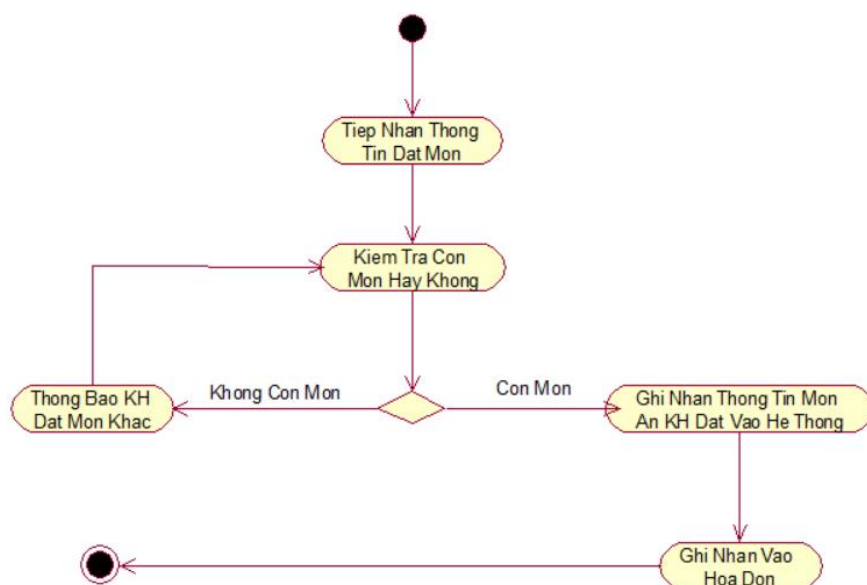 Tiep Nhan Thong
Tin Dat Mon
Kiem Tra Con
Mon Hay Khong
Khong Con Mon
Con Mon
Thong Bao KH
Dat Mon Khac
Ghi Nhan Thong Tin Mon
An KH Dat Vao He Thong
Ghi Nhan Vao
Hoa Don